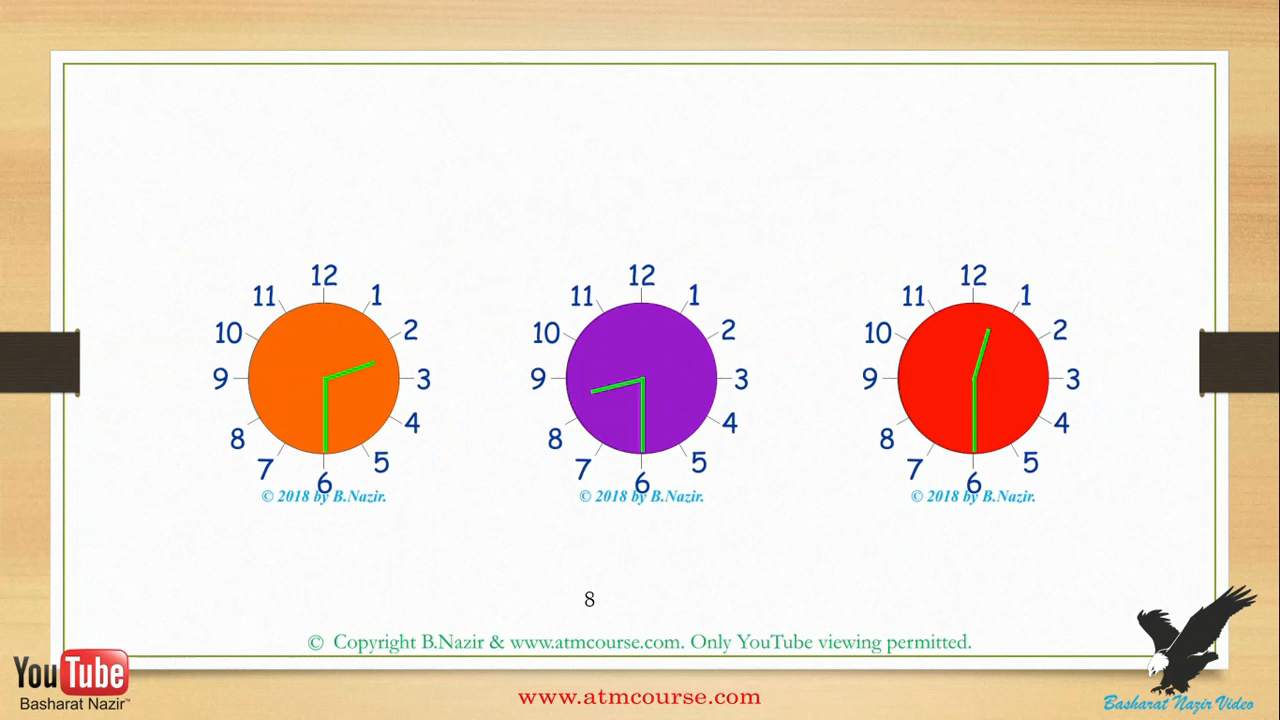 12 12 12
11 1 11 1 11 1
10 2 10 2 10 2
9 3 9 3 9 3
8 4 8 4 8 4
7 5 7 5 7 5
6 6 6
© 2018 by B.Nazir. © 2018 by B.Nazir. © 2018 by B.Nazir.
8
© Copyright B.Nazir & www.atmcourse.com. Only YouTube viewing permitted.
YouTube
Basharat Nazir™
www.atmcourse.com
Basharat Nazir Video